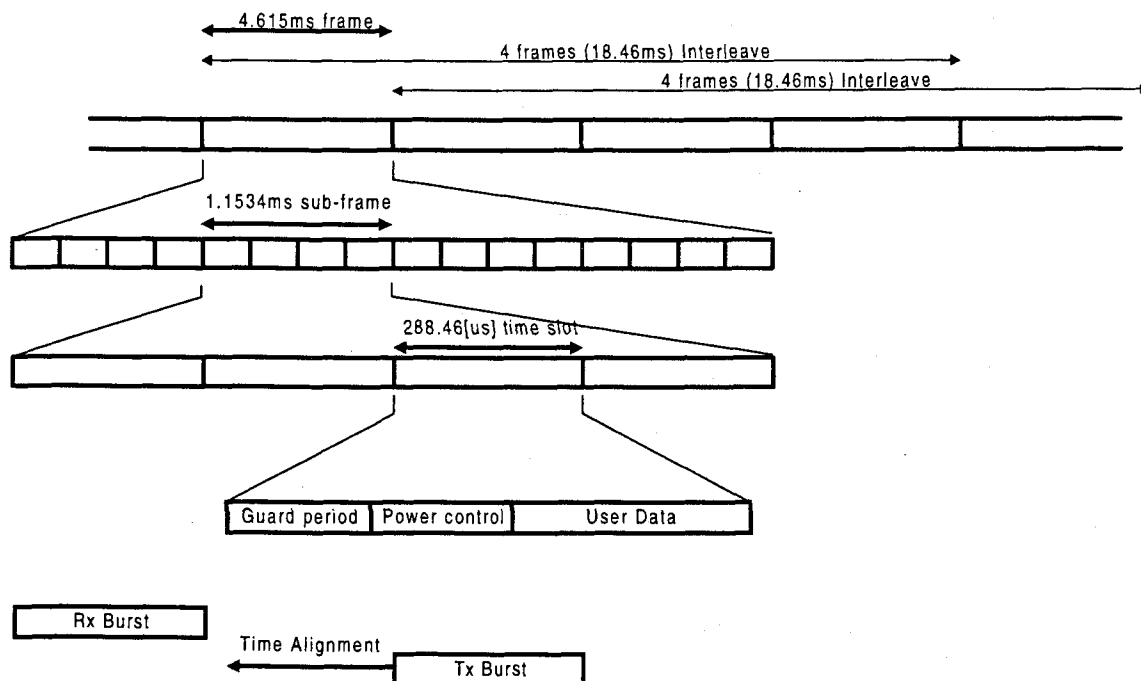 4.615ms frame
4 frames (18.46ms) Interleave
4 frames (18.46ms) Interleave
1.1534ms sub-frame
288.46[us] time slot
Guard period
Power control
User Data
Rx Burst
Time Alignment
Tx Burst